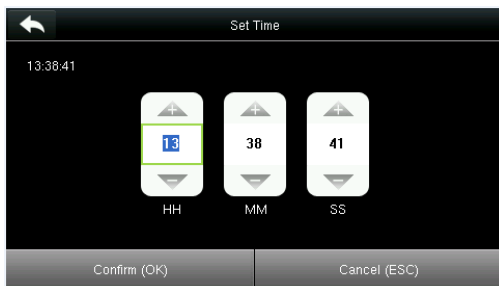 Set Time
13:38:41
13 38 41
HH MM SS
Confirm (OK) Cancel (ESC)